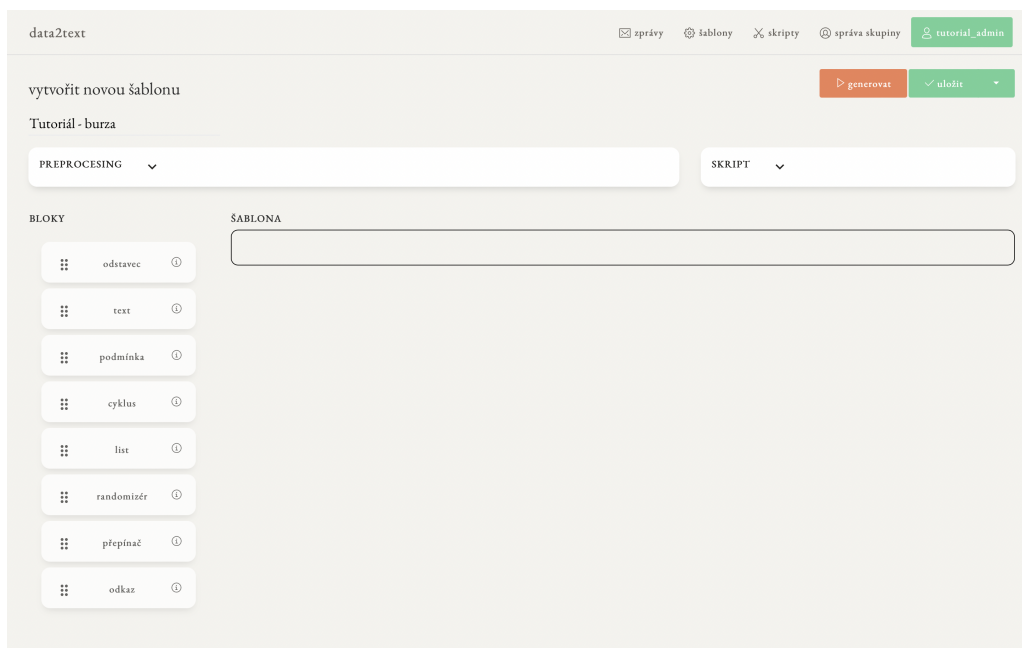 data2text
zprávy šablony skripty správa skupiny tutorial_admin
vytvořit novou šablonu
generovat uložit
Tutoriál - burza
PREPROCESING
SKRIPT
BLOKY
ŠABLONA
odstavec
text
podmínka
cyklus
list
randomizér
přepínač
odkaz